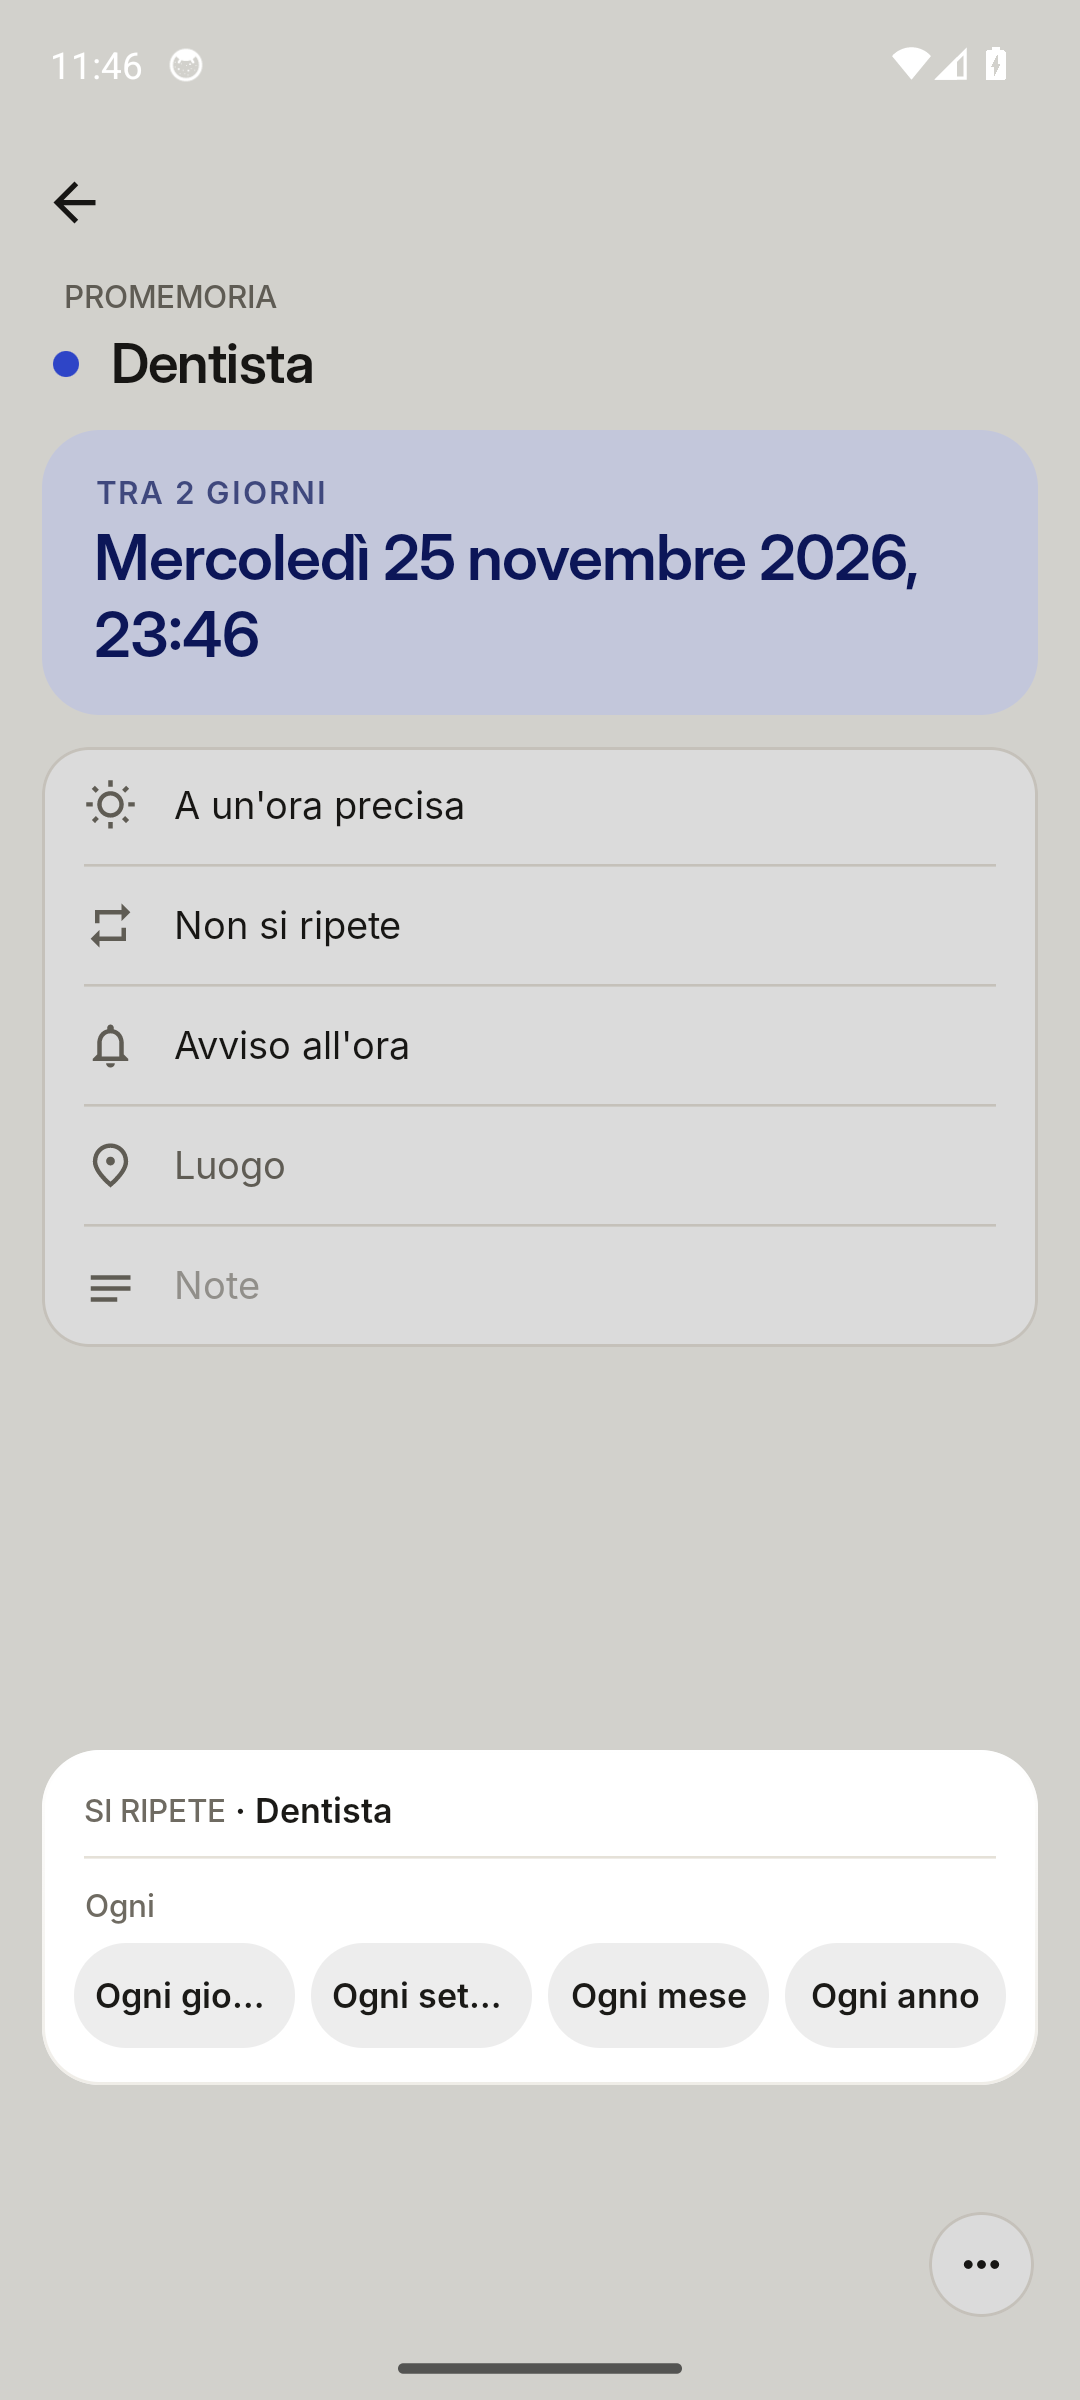 11:46
PROMEMORIA
Dentista
TRA 2 GIORNI
Mercoledì 25 novembre 2026,
23:46
A un'ora precisa
Non si ripete
Avviso all'ora
Luogo
Note
SI RIPETE · Dentista
Ogni
Ogni gio... Ogni set... Ogni mese Ogni anno